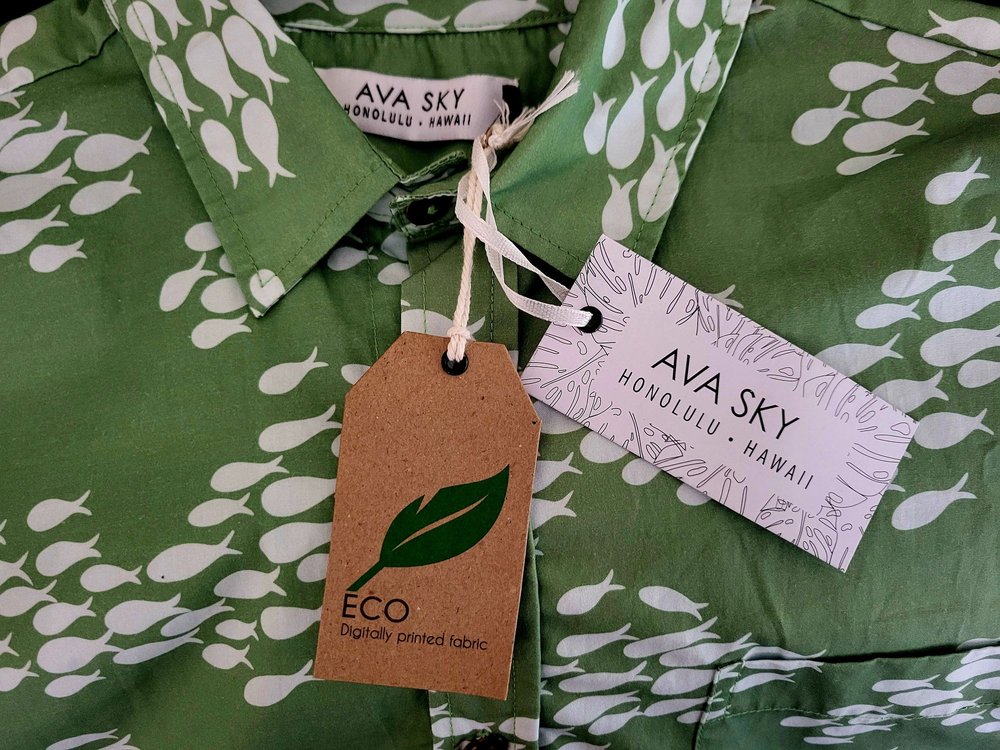 AVA SKY
HONOLULU • HAWAII
AVA SKY
HONOLULU • HAWAII
ECO
Digitally printed fabric